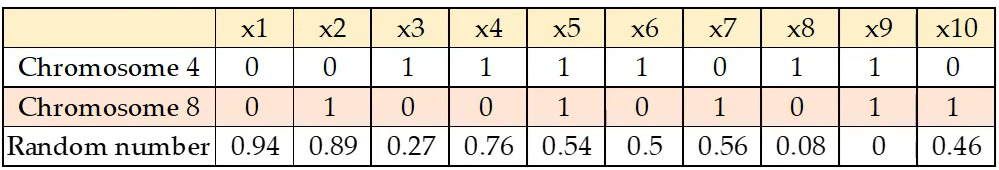 x1 x2 x3 x4 x5 x6 x7 x8 x9 x10
Chromosome 4 0 0 1 1 1 1 0 1 1 0
Chromosome 8 0 1 0 0 1 0 1 0 1 1
Random number 0.94 0.89 0.27 0.76 0.54 0.5 0.56 0.08 0 0.46